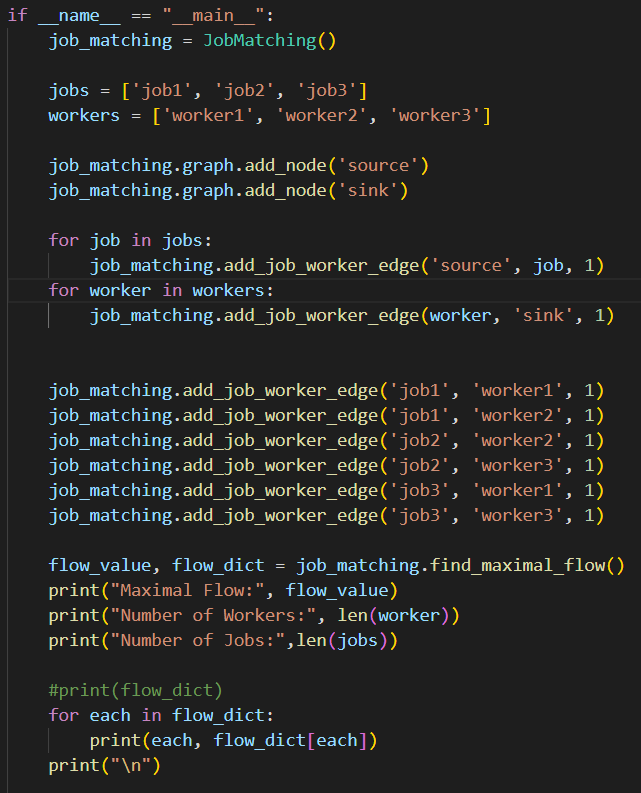 if __name__ == "__main__":
    job_matching = JobMatching()

    jobs = ['job1', 'job2', 'job3']
    workers = ['worker1', 'worker2', 'worker3']

    job_matching.graph.add_node('source')
    job_matching.graph.add_node('sink')

    for job in jobs:
        job_matching.add_job_worker_edge('source', job, 1)
    for worker in workers:
        job_matching.add_job_worker_edge(worker, 'sink', 1)


    job_matching.add_job_worker_edge('job1', 'worker1', 1)
    job_matching.add_job_worker_edge('job1', 'worker2', 1)
    job_matching.add_job_worker_edge('job2', 'worker2', 1)
    job_matching.add_job_worker_edge('job2', 'worker3', 1)
    job_matching.add_job_worker_edge('job3', 'worker1', 1)
    job_matching.add_job_worker_edge('job3', 'worker3', 1)

    flow_value, flow_dict = job_matching.find_maximal_flow()
    print("Maximal Flow:", flow_value)
    print("Number of Workers:", len(worker))
    print("Number of Jobs:",len(jobs))

    #print(flow_dict)
    for each in flow_dict:
        print(each, flow_dict[each])
    print("\n")